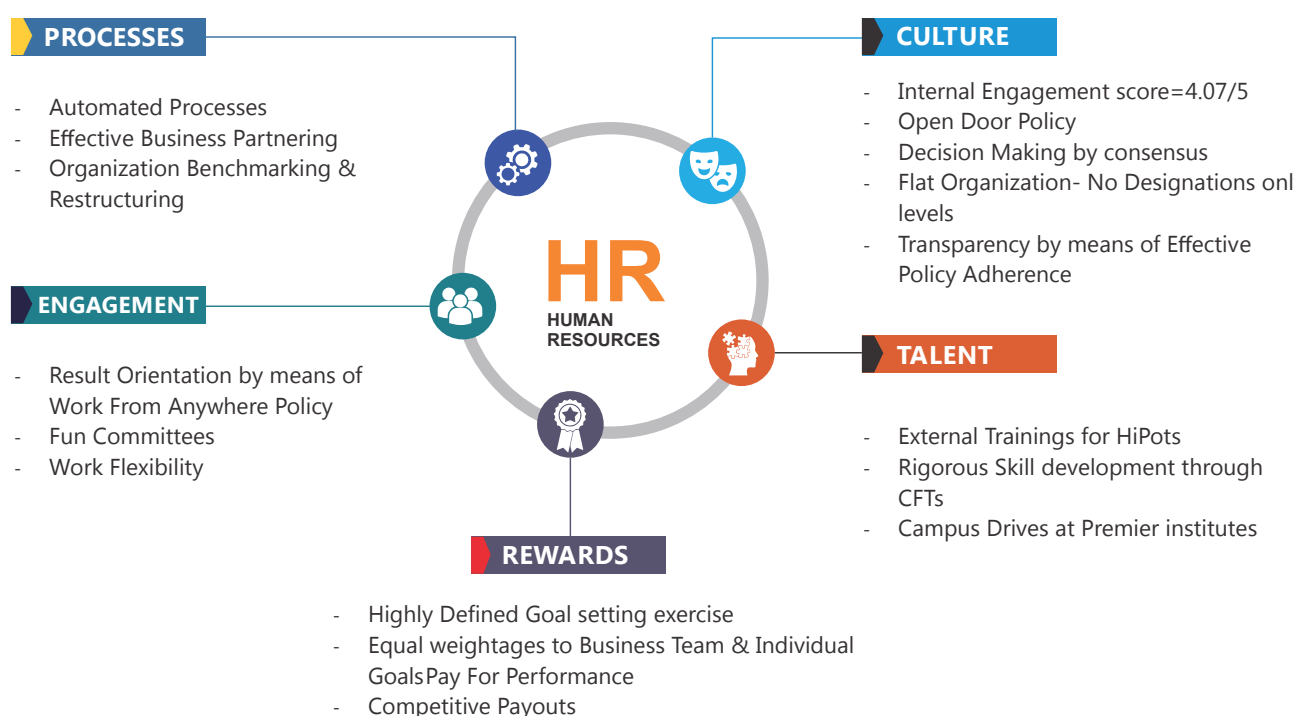 PROCESSES
- Automated Processes
- Effective Business Partnering
- Organization Benchmarking &
Restructuring
ENGAGEMENT
- Result Orientation by means of
Work From Anywhere Policy
- Fun Committees
- Work Flexibility
HR
HUMAN
RESOURCES
CULTURE
- Internal Engagement score=4.07/5
- Open Door Policy
- Decision Making by consensus
- Flat Organization- No Designations onl
levels
- Transparency by means of Effective
Policy Adherence
TALENT
- External Trainings for HiPots
- Rigorous Skill development through
CFTs
- Campus Drives at Premier institutes
REWARDS
- Highly Defined Goal setting exercise
- Equal weightages to Business Team & Individual
GoalsPay For Performance
- Competitive Payouts